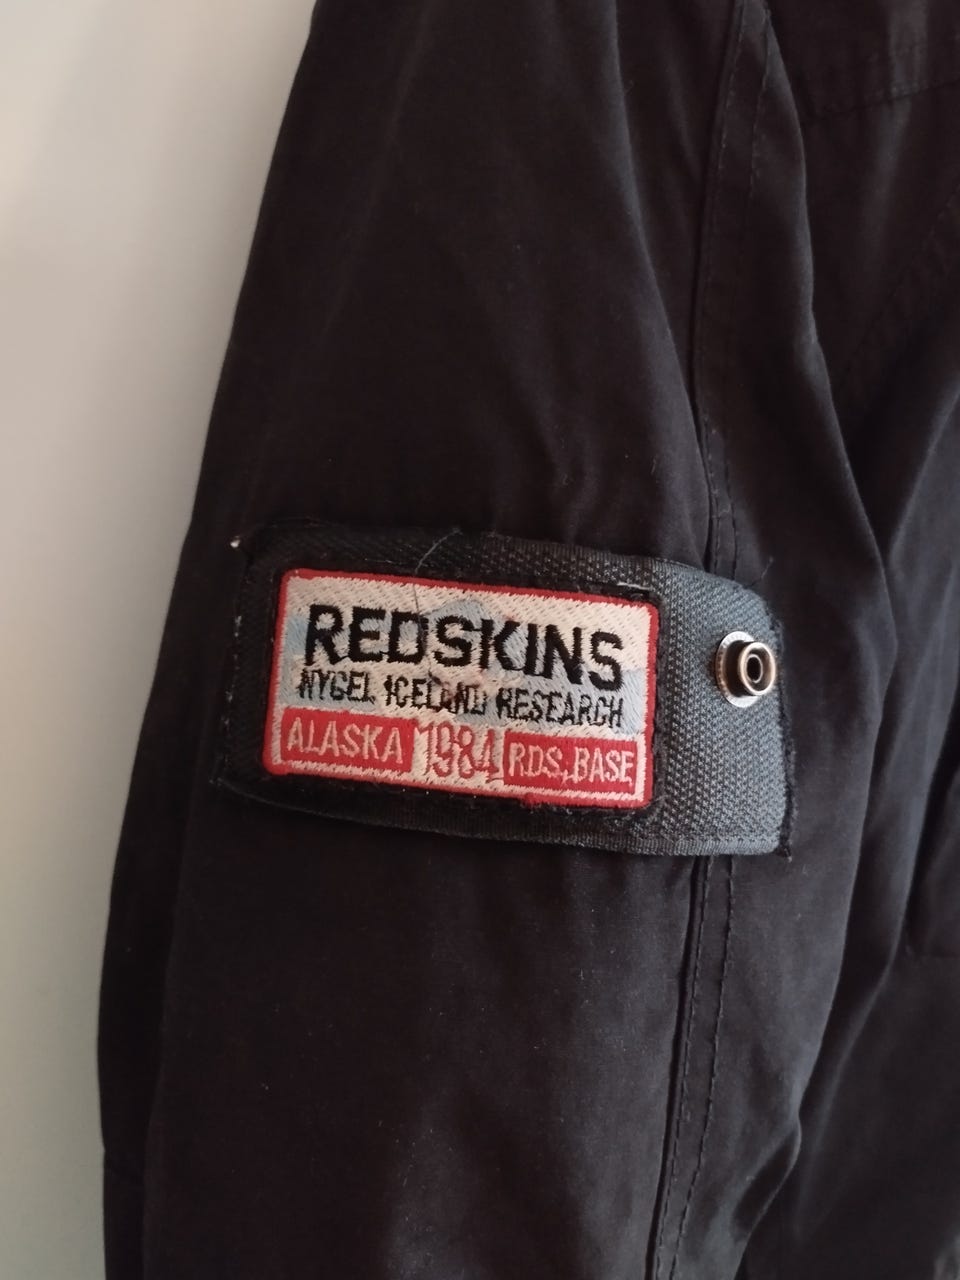 REDSKINS
NYGEL ICELAND RESEARCH
ALASKA 1984 RDS.BASE